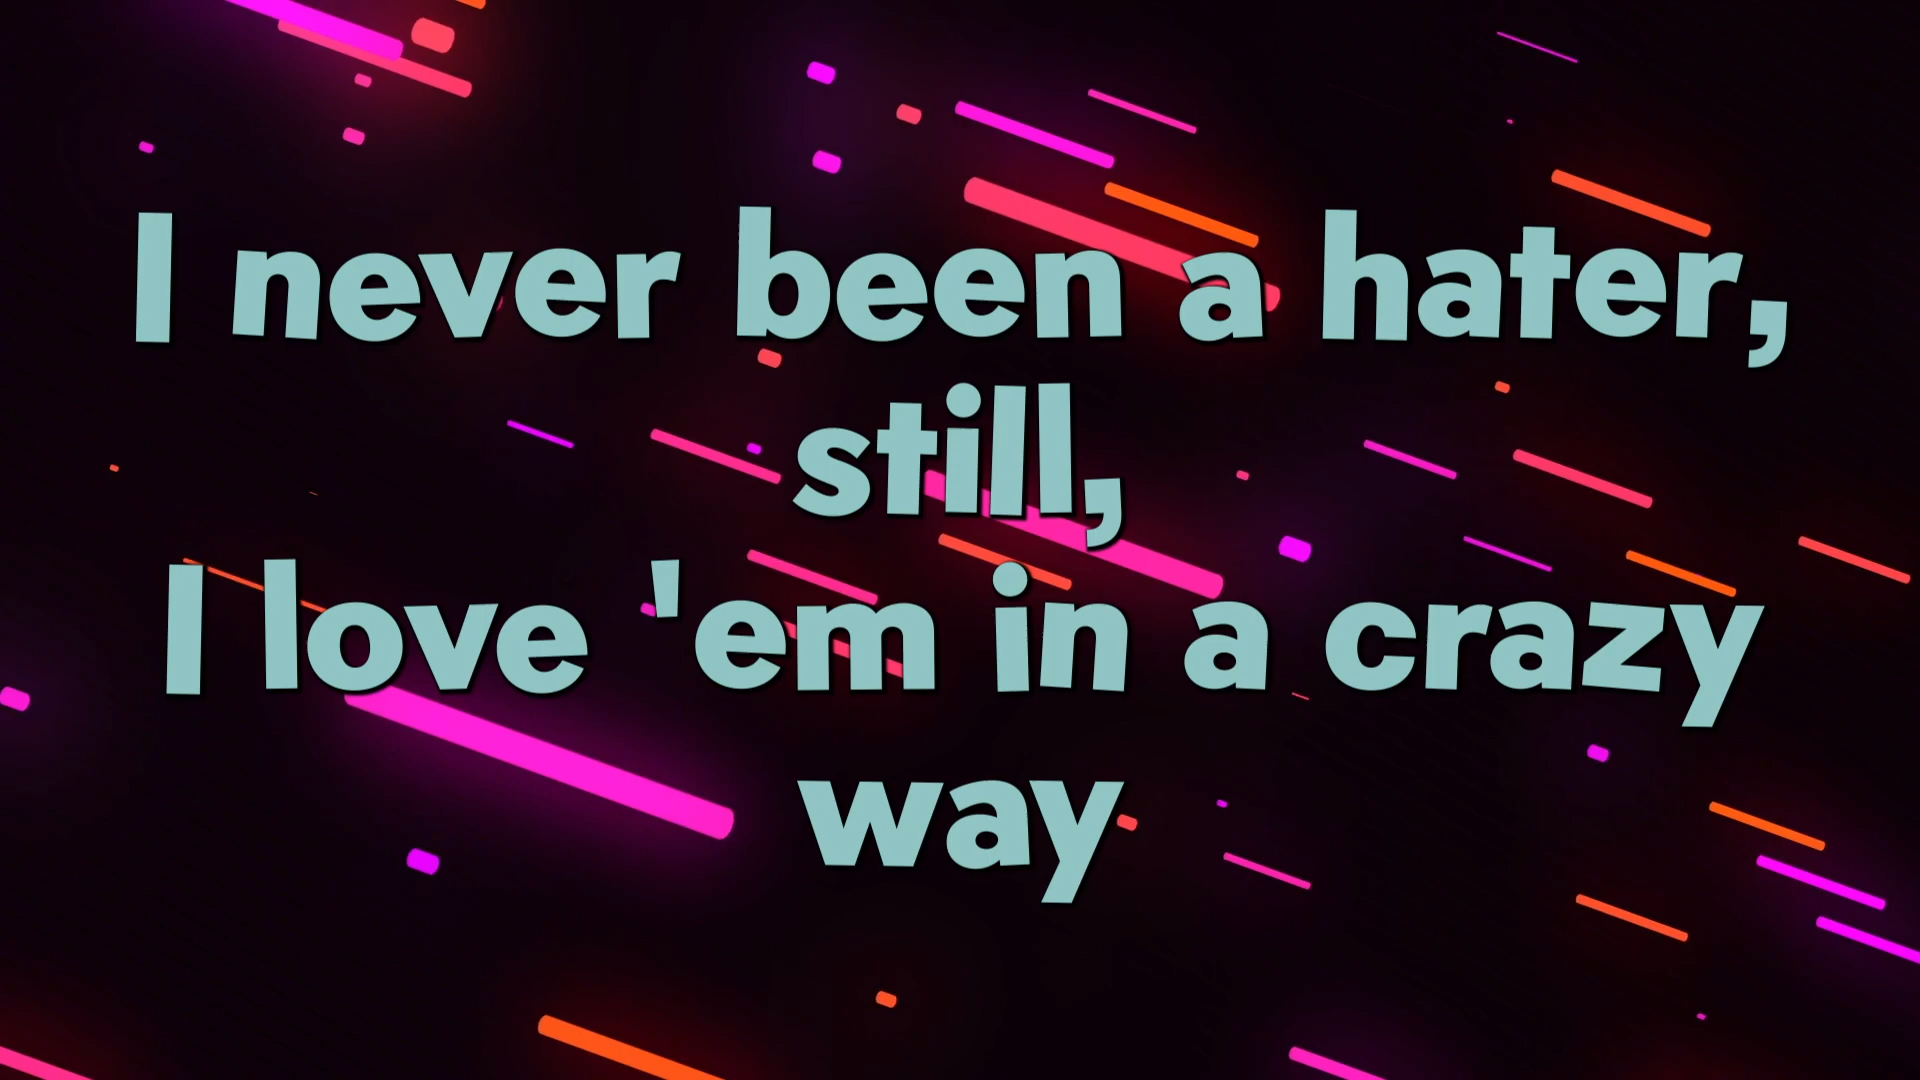 I never been a hater,
still,
I love 'em in a crazy
way